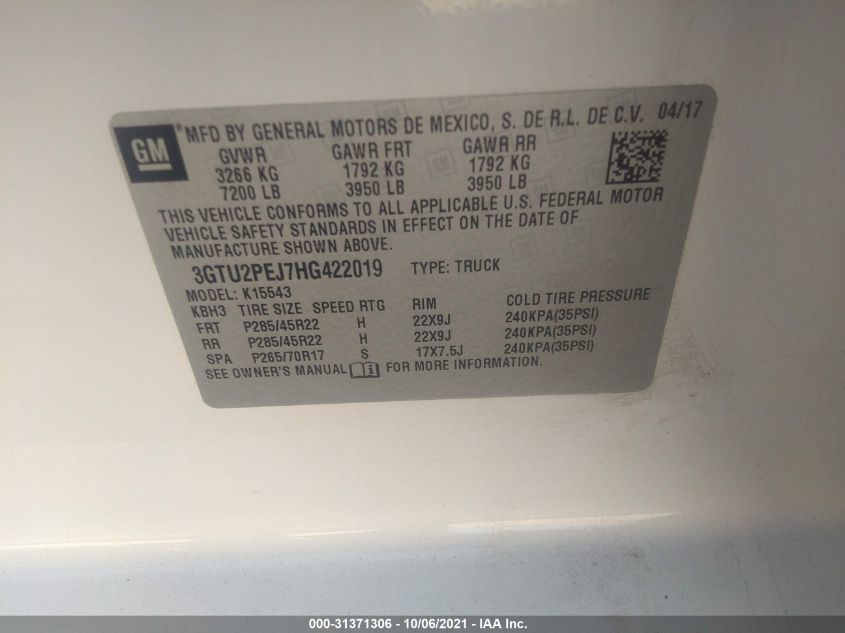 GM
® MFD BY GENERAL MOTORS DE MEXICO, S. DE R.L. DE C.V. 04/17
GVWR GAWR FRT GAWR RR
3266 KG 1792 KG 1792 KG
7200 LB 3950 LB 3950 LB
THIS VEHICLE CONFORMS TO ALL APPLICABLE U.S. FEDERAL MOTOR
VEHICLE SAFETY STANDARDS IN EFFECT ON THE DATE OF
MANUFACTURE SHOWN ABOVE.
3GTU2PEJ7HG422019 TYPE: TRUCK
MODEL: K15543
KBH3 TIRE SIZE SPEED RTG RIM COLD TIRE PRESSURE
FRT P285/45R22 H 22X9J 240KPA(35PSI)
RR P285/45R22 H 22X9J 240KPA(35PSI)
SPA P265/70R17 S 17X7.5J 240KPA(35PSI)
SEE OWNER'S MANUAL i FOR MORE INFORMATION.
000-31371306 - 10/06/2021 - IAA Inc.